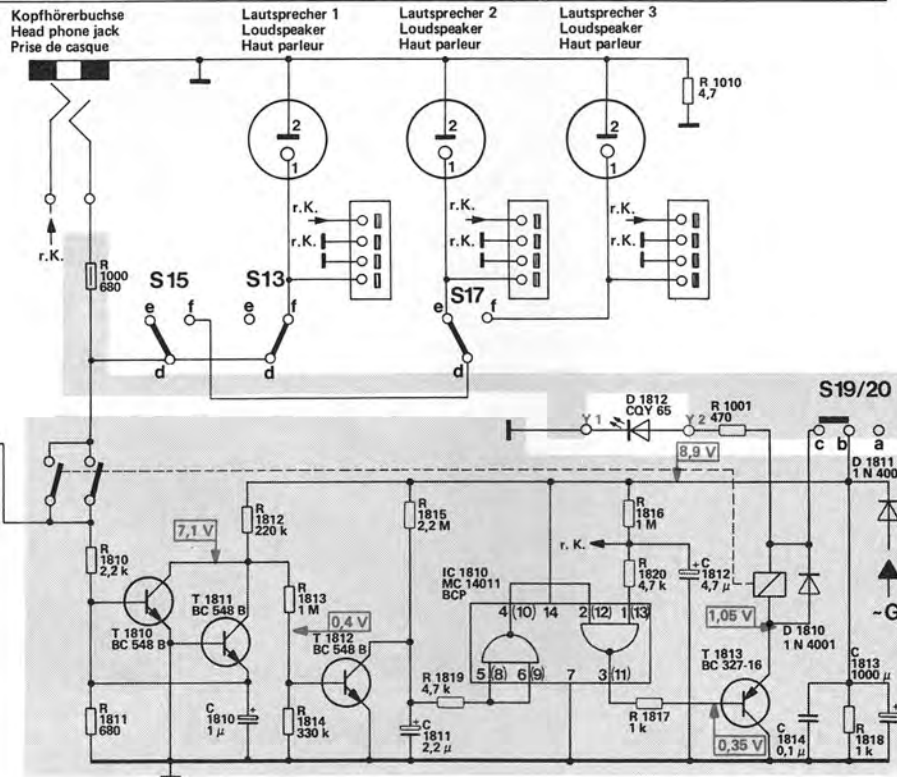 Kopfhörerbuchse
Head phone jack
Prise de casque
Lautsprecher 1
Loudspeaker
Haut parleur
Lautsprecher 2
Loudspeaker
Haut parleur
Lautsprecher 3
Loudspeaker
Haut parleur
R 1010
4,7
2
1
2
1
2
1
r.K.
r.K.
r.K.
r.K.
r.K.
R
1000
680
S15
S13
S17
e
f
e
f
e
f
d
d
d
S19/20
Y 1
D 1812
CQY 65
Y 2
R 1001
470
c
b
a
8,9 V
D 1811
1 N 400
R
1812
220 k
R
1815
2,2 M
R
1816
1 M
7,1 V
r. K.
R
1810
2,2 k
IC 1810
MC 14011
BCP
R
1820
4,7 k
C
1812
4,7 µ
R
1813
1 M
T 1811
BC 548 B
4
(10)
14
2
(12)
1
(13)
~G
0,4 V
1,05 V
T 1810
BC 548 B
T 1812
BC 548 B
D 1810
1 N 4001
T 1813
BC 327-16
C
1813
1000 µ
R 1819
4,7 k
5
(8)
6
(9)
7
3
(11)
R
1811
680
C
1810
1 µ
R
1814
330 k
C
1811
2,2 µ
R 1817
1 k
0,35 V
C
1814
0,1 µ
R
1818
1 k